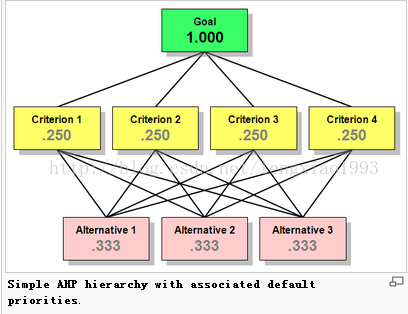 Goal
1.000
Criterion 1
.250
Criterion 2
.250
Criterion 3
.250
Criterion 4
.250
Alternative 1
.333
Alternative 2
.333
Alternative 3
.333
Simple AHP hierarchy with associated default
priorities.